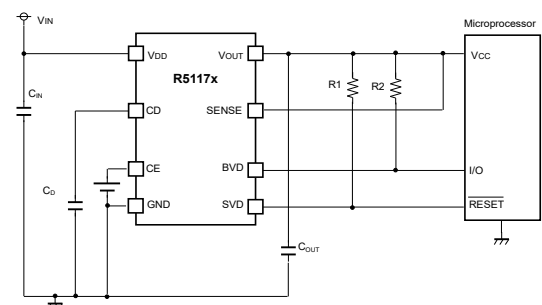 VIN
Microprocessor
VDD
VOUT
VCC
R5117x
R1
R2
CIN
CD
SENSE
CE
BVD
I/O
CD
GND
SVD
RESET
COUT